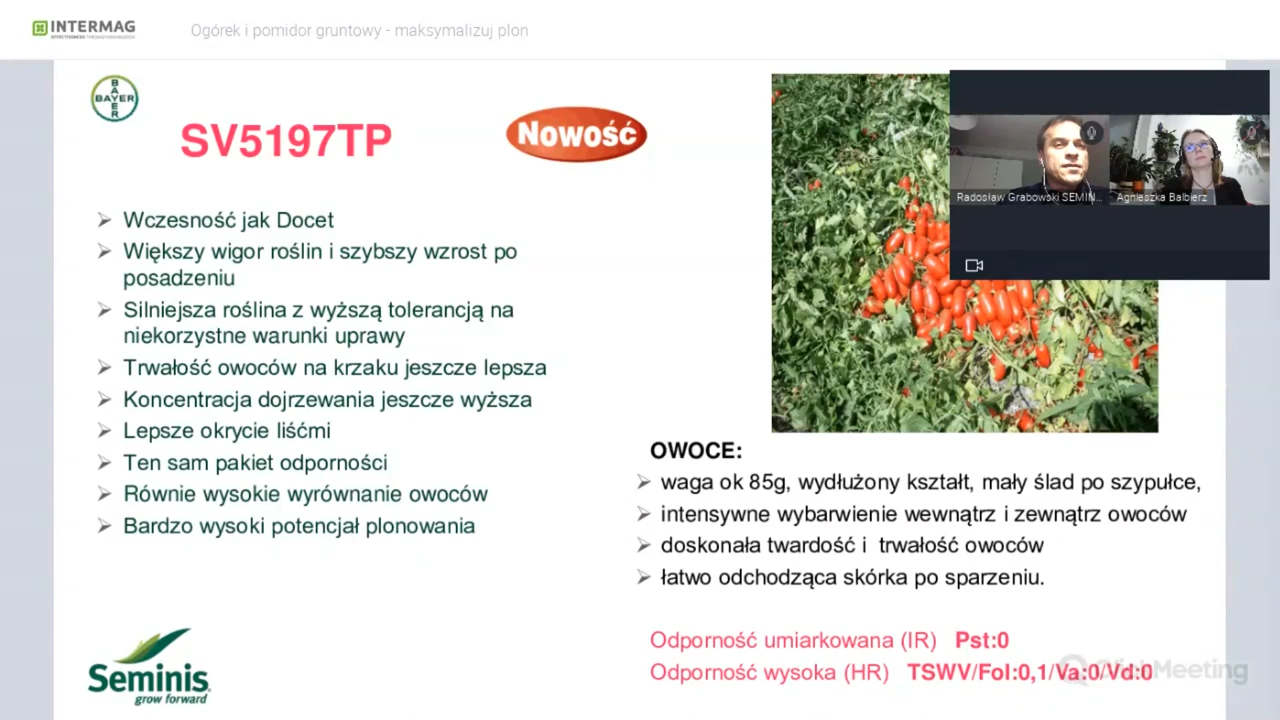 INTERMAG
Ogórek i pomidor gruntowy - maksymalizuj plon
BAYER
BAYER
SV5197TP
Nowość
Wczesność jak Docet
Większy wigor roślin i szybszy wzrost po
posadzeniu
Silniejsza roślina z wyższą tolerancją na
niekorzystne warunki uprawy
Trwałość owoców na krzaku jeszcze lepsza
Koncentracja dojrzewania jeszcze wyższa
Lepsze okrycie liśćmi
Ten sam pakiet odporności
Równie wysokie wyrównanie owoców
Bardzo wysoki potencjał plonowania
Radosław Grabowski SEMIN...
Agnieszka Balbierz
OWOCE:
waga ok 85g, wydłużony kształt, mały ślad po szypułce,
intensywne wybarwienie wewnątrz i zewnątrz owoców
doskonała twardość i trwałość owoców
łatwo odchodząca skórka po sparzeniu.
Odporność umiarkowana (IR) Pst:0
Odporność wysoka (HR) TSWV/Fol:0,1/Va:0/Vd:0
Seminis
grow forward